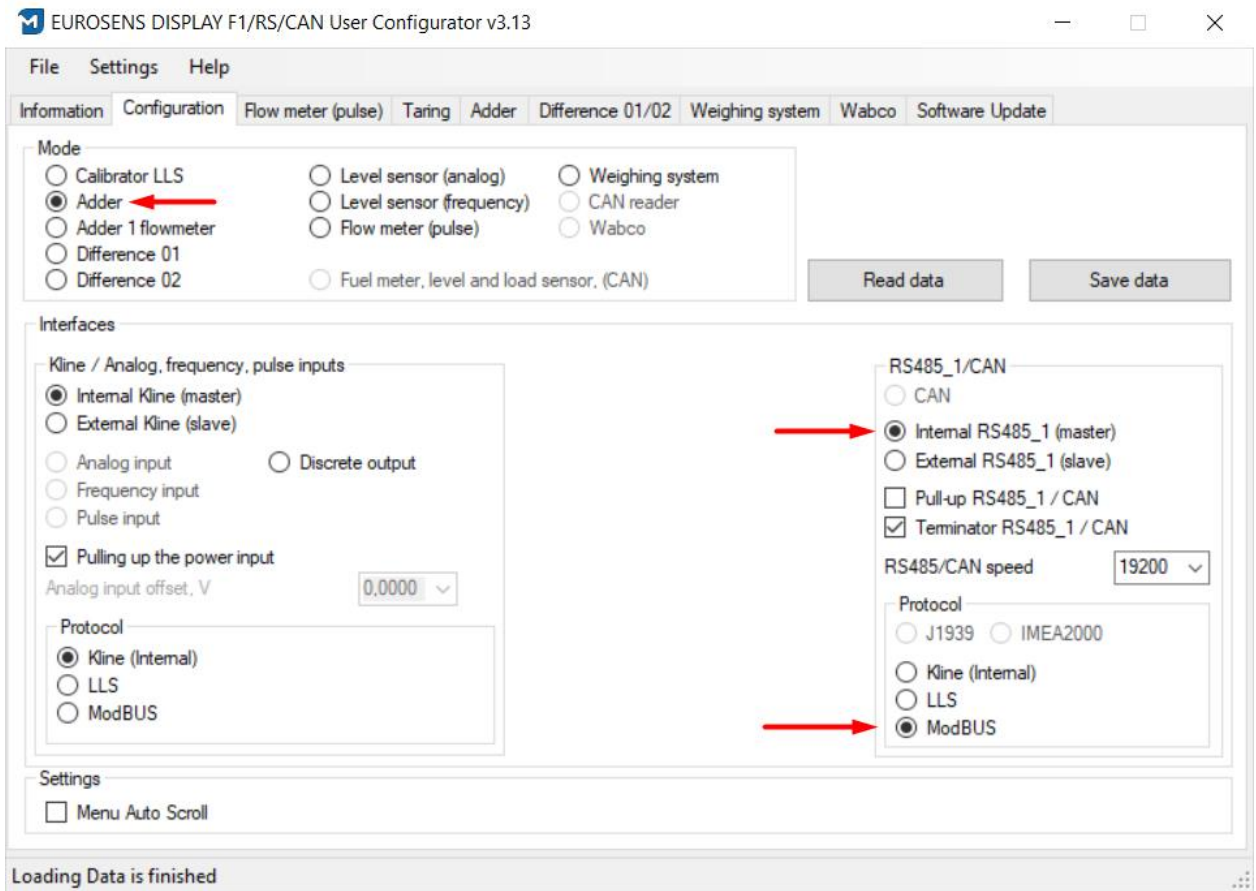 EUROSENS DISPLAY F1/RS/CAN User Configurator v3.13
File Settings Help
Information Configuration Flow meter (pulse) Taring Adder Difference 01/02 Weighing system Wabco Software Update
Mode
Calibrator LLS Level sensor (analog) Weighing system
Adder Level sensor (frequency) CAN reader
Adder 1 flowmeter Flow meter (pulse) Wabco
Difference 01
Difference 02 Fuel meter, level and load sensor, (CAN)
Read data Save data
Interfaces
Kline / Analog, frequency, pulse inputs
Internal Kline (master)
External Kline (slave)
Analog input Discrete output
Frequency input
Pulse input
Pulling up the power input
Analog input offset, V 0,0000
Protocol
Kline (Internal)
LLS
ModBUS
RS485_1/CAN
CAN
Internal RS485_1 (master)
External RS485_1 (slave)
Pull-up RS485_1 / CAN
Terminator RS485_1 / CAN
RS485/CAN speed 19200
Protocol
J1939 IMEA2000
Kline (Internal)
LLS
ModBUS
Settings
Menu Auto Scroll
Loading Data is finished